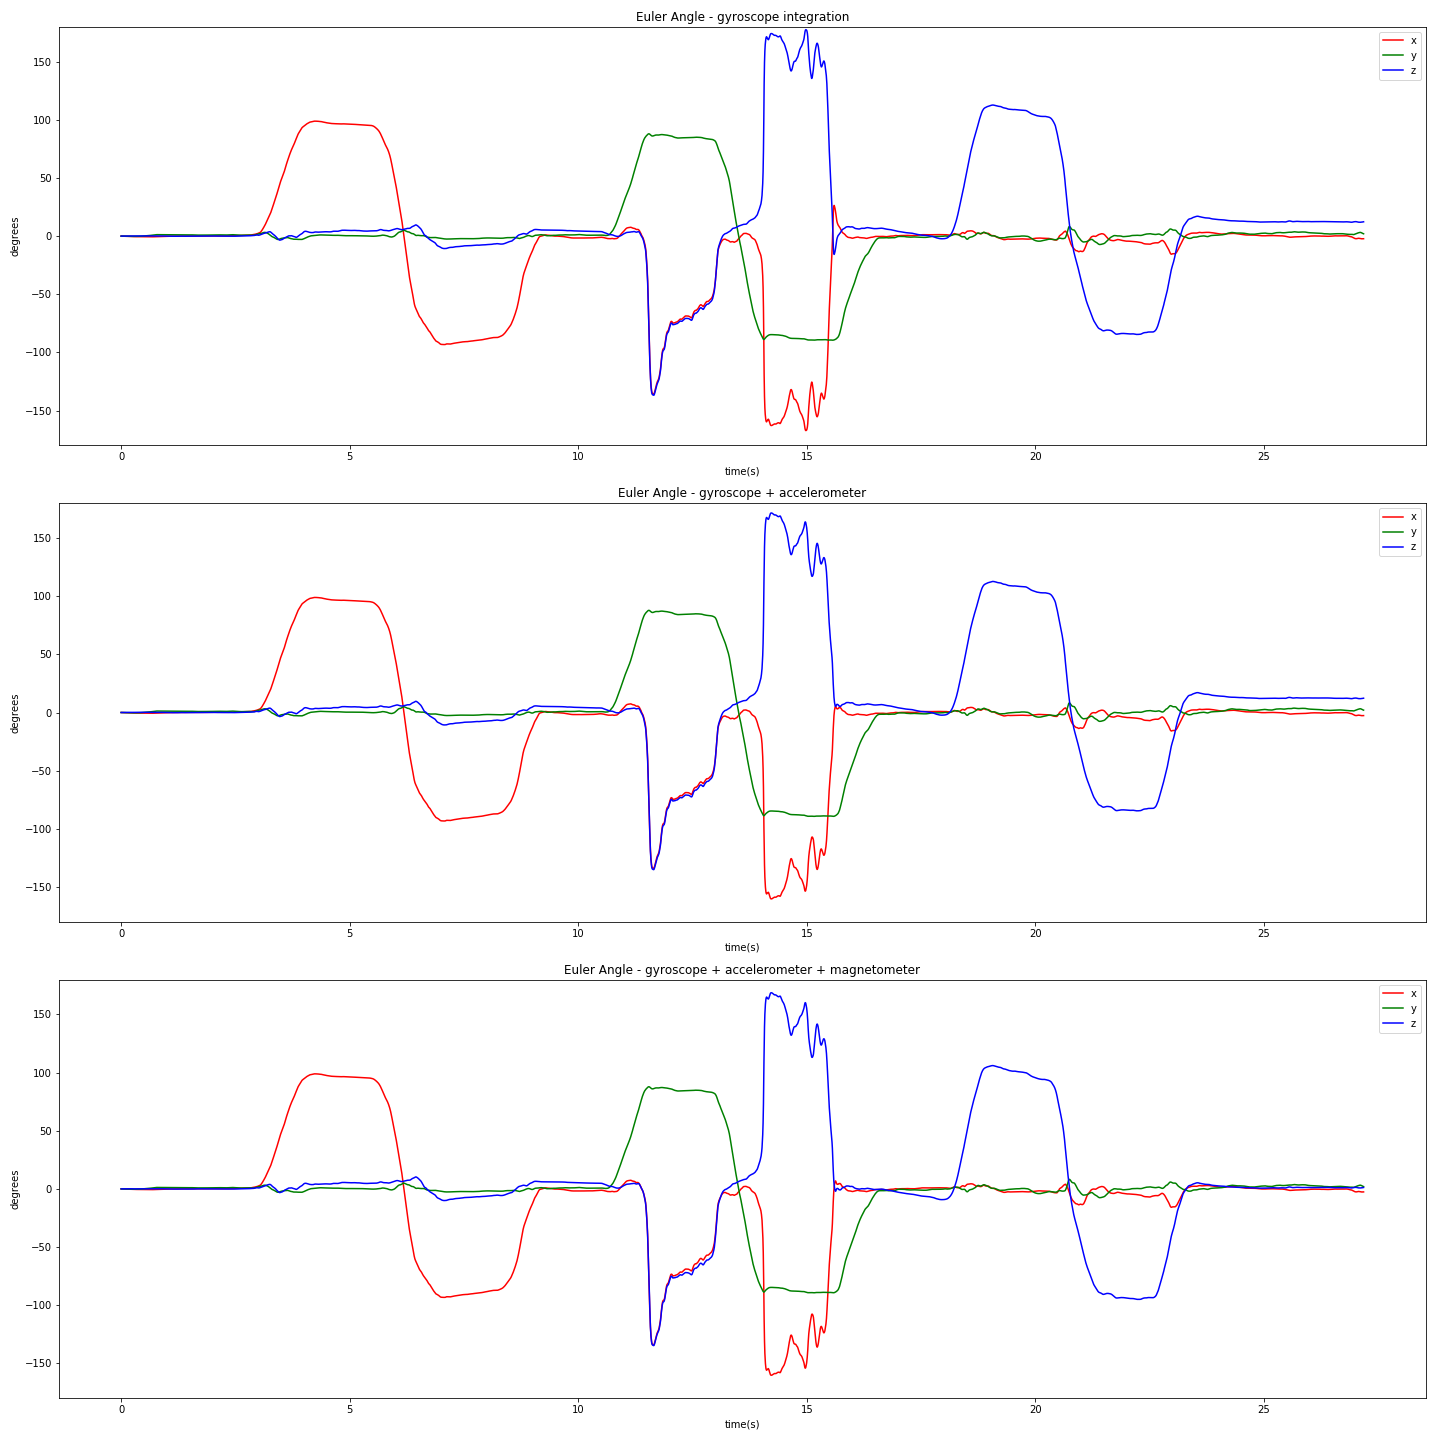 Euler Angle - gyroscope integration
x
y
z
150
100
50
0
−50
−100
−150
degrees
0 5 10 15 20 25
time(s)
Euler Angle - gyroscope + accelerometer
x
y
z
150
100
50
0
−50
−100
−150
degrees
0 5 10 15 20 25
time(s)
Euler Angle - gyroscope + accelerometer + magnetometer
x
y
z
150
100
50
0
−50
−100
−150
degrees
0 5 10 15 20 25
time(s)